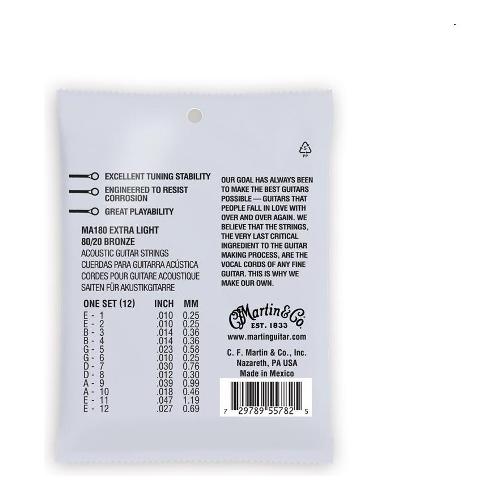 5
PP
EXCELLENT TUNING STABILITY
ENGINEERED TO RESIST
CORROSION
GREAT PLAYABILITY
MA180 EXTRA LIGHT
80/20 BRONZE
ACOUSTIC GUITAR STRINGS
CUERDAS PARA GUITARRA ACÚSTICA
CORDES POUR GUITARE ACOUSTIQUE
SAITEN FÜR AKUSTIKGITARRE
ONE SET (12) INCH MM
E - 1 .010 0.25
E - 2 .010 0.25
B - 3 .014 0.36
B - 4 .014 0.36
G - 5 .023 0.58
G - 6 .010 0.25
D - 7 .030 0.76
D - 8 .012 0.30
A - 9 .039 0.99
A - 10 .018 0.46
E - 11 .047 1.19
E - 12 .027 0.69
OUR GOAL HAS ALWAYS BEEN
TO MAKE THE BEST GUITARS
POSSIBLE — GUITARS THAT
PEOPLE FALL IN LOVE WITH
OVER AND OVER AGAIN. WE
BELIEVE THAT THE STRINGS,
THE VERY LAST CRITICAL
INGREDIENT TO THE GUITAR
MAKING PROCESS, ARE THE
VOCAL CORDS OF ANY FINE
GUITAR. THIS IS WHY WE
MAKE OUR OWN.
Martin & Co.
EST. 1833
www.martinguitar.com
C. F. Martin & Co., Inc.
Nazareth, PA USA
Made in Mexico
7 29789 55782 5